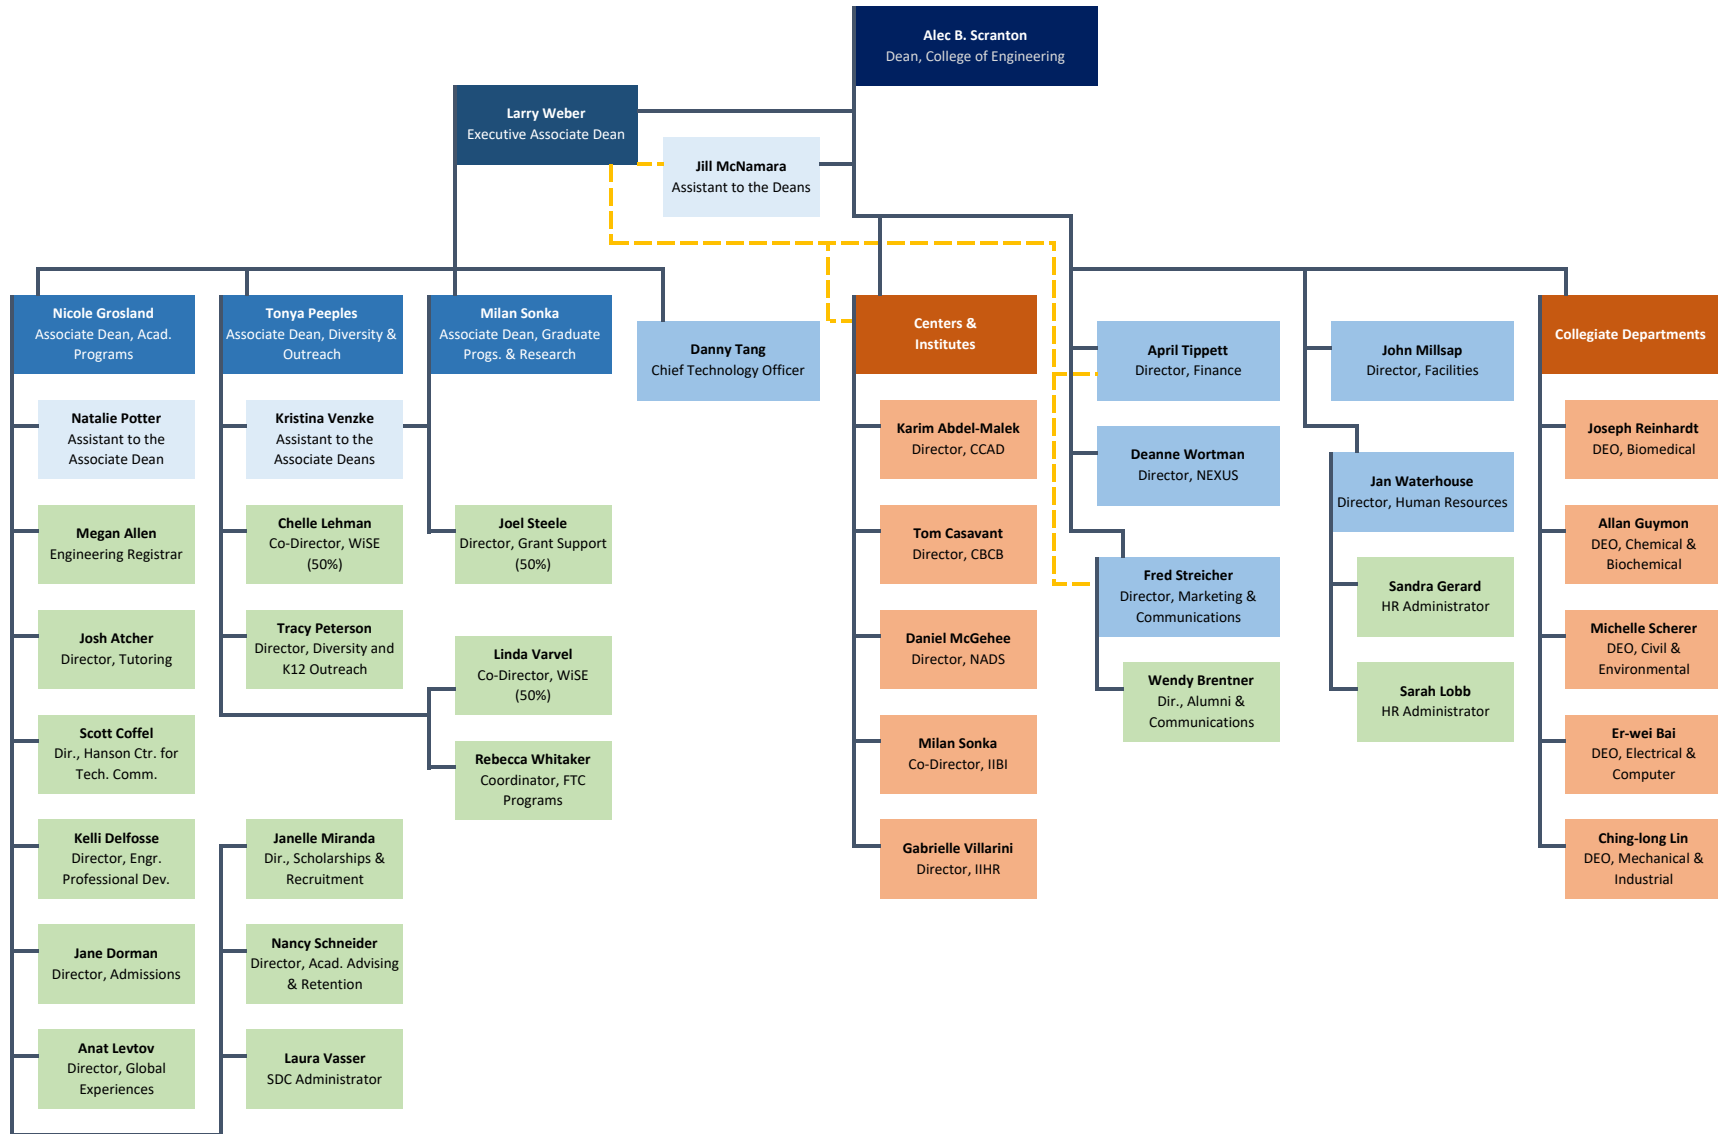 Alec B. Scranton
Dean, College of Engineering
Larry Weber
Executive Associate Dean
Jill McNamara
Assistant to the Deans
Nicole Grosland
Associate Dean, Acad.
Programs
Tonya Peeples
Associate Dean, Diversity &
Outreach
Milan Sonka
Associate Dean, Graduate
Progs. & Research
Danny Tang
Chief Technology Officer
Centers &
Institutes
April Tippett
Director, Finance
John Millsap
Director, Facilities
Collegiate Departments
Natalie Potter
Assistant to the
Associate Dean
Kristina Venzke
Assistant to the
Associate Deans
Karim Abdel-Malek
Director, CCAD
Deanne Wortman
Director, NEXUS
Jan Waterhouse
Director, Human Resources
Joseph Reinhardt
DEO, Biomedical
Megan Allen
Engineering Registrar
Chelle Lehman
Co-Director, WiSE
(50%)
Joel Steele
Director, Grant Support
(50%)
Tom Casavant
Director, CBCB
Fred Streicher
Director, Marketing &
Communications
Sandra Gerard
HR Administrator
Allan Guymon
DEO, Chemical &
Biochemical
Josh Atcher
Director, Tutoring
Tracy Peterson
Director, Diversity and
K12 Outreach
Linda Varvel
Co-Director, WiSE
(50%)
Daniel McGehee
Director, NADS
Wendy Brentner
Dir., Alumni &
Communications
Sarah Lobb
HR Administrator
Michelle Scherer
DEO, Civil &
Environmental
Scott Coffel
Dir., Hanson Ctr. for
Tech. Comm.
Rebecca Whitaker
Coordinator, FTC
Programs
Milan Sonka
Co-Director, IIBI
Er-wei Bai
DEO, Electrical &
Computer
Kelli Delfosse
Director, Engr.
Professional Dev.
Janelle Miranda
Dir., Scholarships &
Recruitment
Gabrielle Villarini
Director, IIHR
Ching-long Lin
DEO, Mechanical &
Industrial
Jane Dorman
Director, Admissions
Nancy Schneider
Director, Acad. Advising
& Retention
Anat Levtov
Director, Global
Experiences
Laura Vasser
SDC Administrator